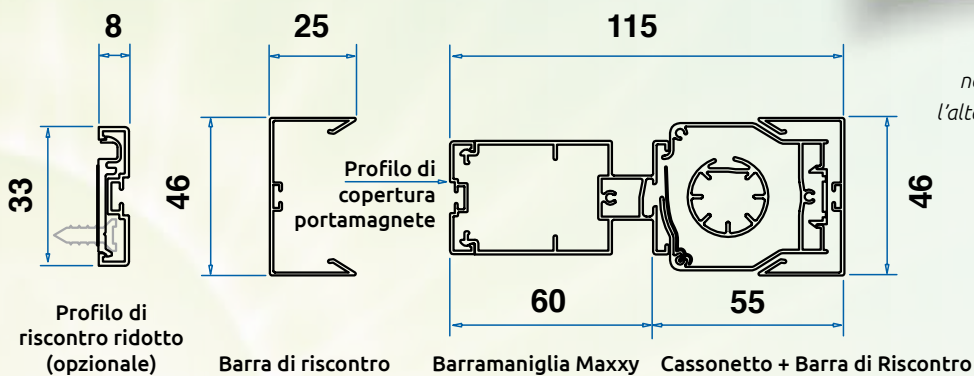 8
25
115
33
46
Profilo di
copertura
portamagnete
46
60
55
Profilo di
riscontro ridotto
(opzionale)
Barra di riscontro
Barramaniglia Maxxy
Cassonetto + Barra di Riscontro